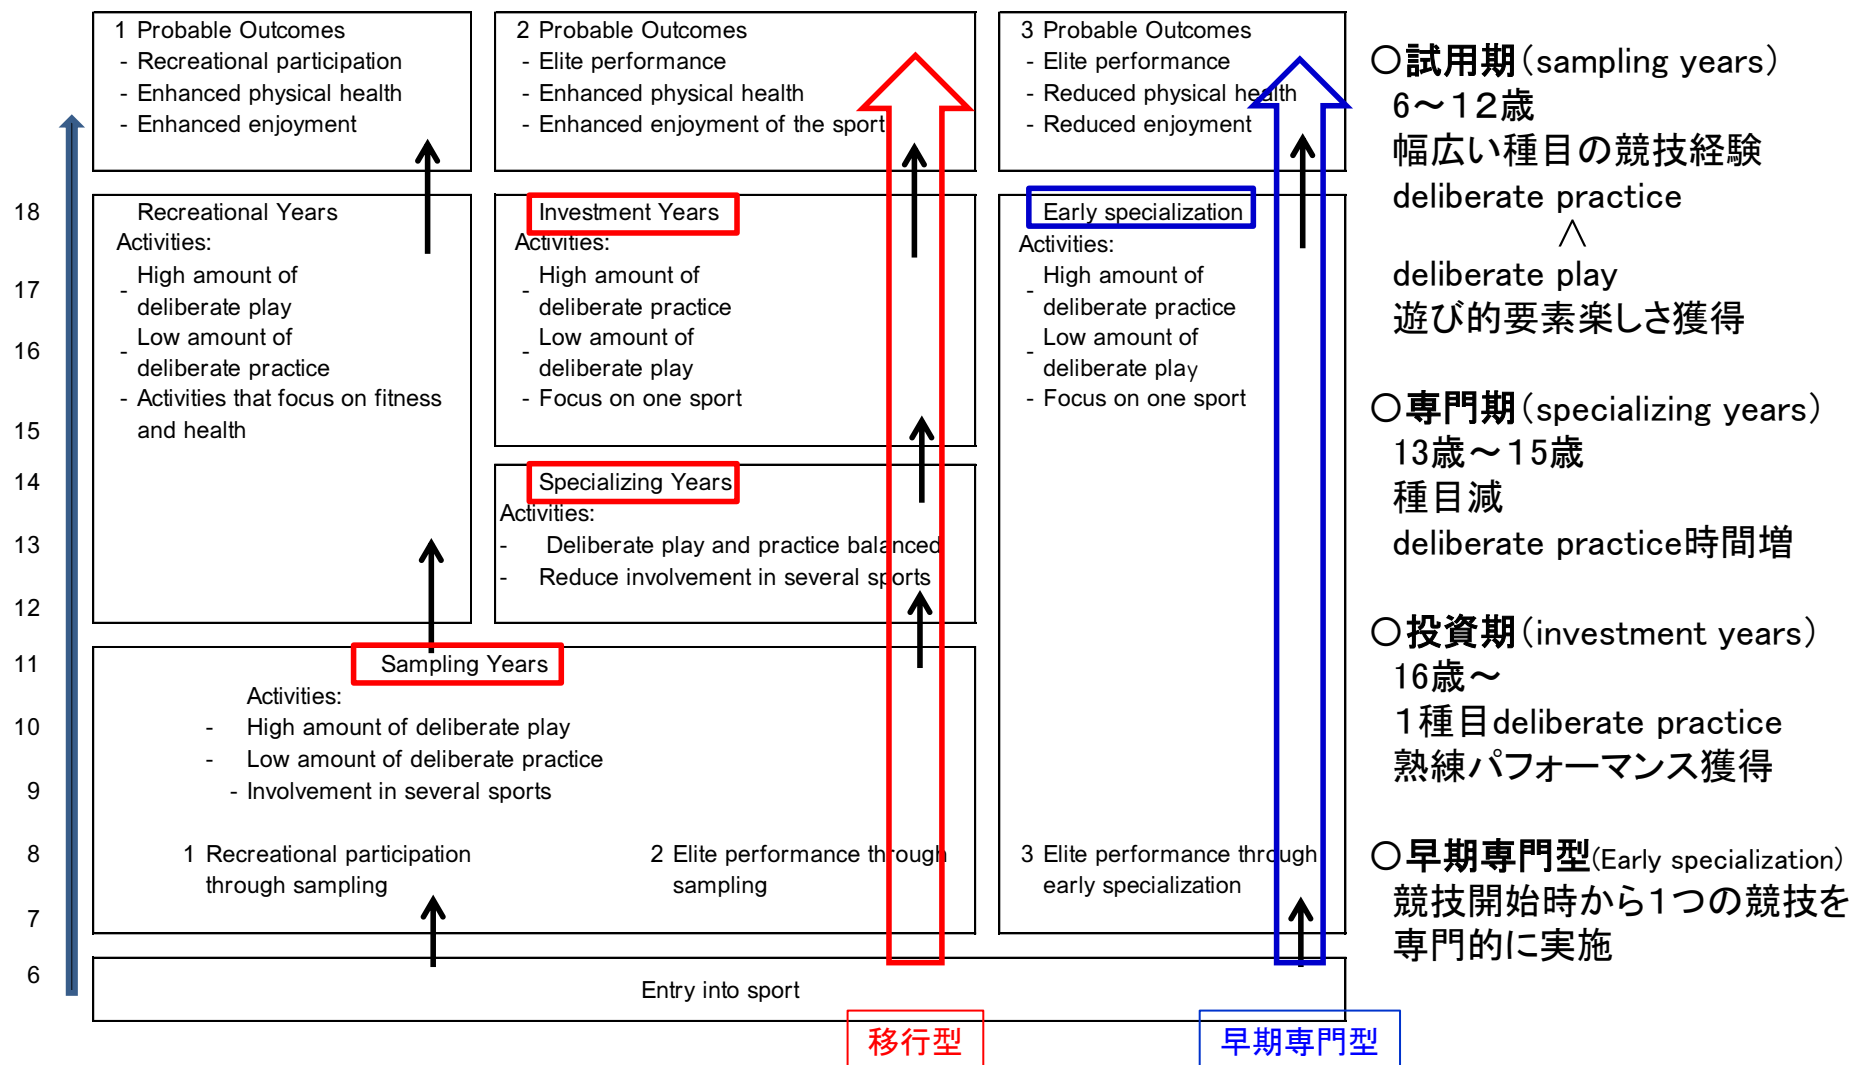 1 Probable Outcomes
- Recreational participation
- Enhanced physical health
- Enhanced enjoyment
2 Probable Outcomes
- Elite performance
- Enhanced physical health
- Enhanced enjoyment of the sport
3 Probable Outcomes
- Elite performance
- Reduced physical health
- Reduced enjoyment
18
17
16
15
14
13
12
11
10
9
8
7
6
Recreational Years
Activities:
- High amount of
deliberate play
- Low amount of
deliberate practice
- Activities that focus on fitness
and health
Investment Years
Activities:
- High amount of
deliberate practice
- Low amount of
deliberate play
- Focus on one sport
Specializing Years
Activities:
- Deliberate play and practice balanced
- Reduce involvement in several sports
Early specialization
Activities:
- High amount of
deliberate practice
- Low amount of
deliberate play
- Focus on one sport
Sampling Years
Activities:
- High amount of deliberate play
- Low amount of deliberate practice
- Involvement in several sports
1 Recreational participation
through sampling
2 Elite performance through
sampling
3 Elite performance through
early specialization
Entry into sport
移行型
早期専門型
○試用期(sampling years)
6～12歳
幅広い種目の競技経験
deliberate practice
∧
deliberate play
遊び的要素楽しさ獲得
○専門期(specializing years)
13歳～15歳
種目減
deliberate practice時間増
○投資期(investment years)
16歳～
1種目deliberate practice
熟練パフォーマンス獲得
○早期専門型(Early specialization)
競技開始時から1つの競技を
専門的に実施